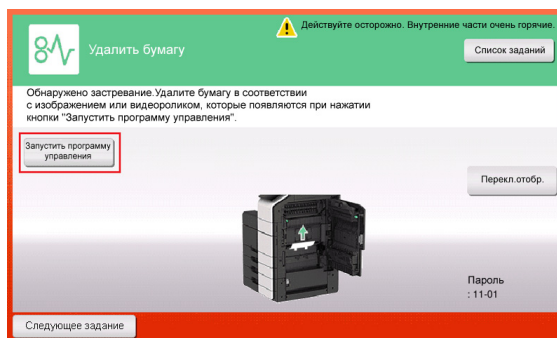 Действуйте осторожно. Внутренние части очень горячие.
Удалить бумагу
Список заданий
Обнаружено застревание.Удалите бумагу в соответствии
с изображением или видеороликом, которые появляются при нажатии
кнопки "Запустить программу управления".
Запустить программу
управления
Перекл.отобр.
Пароль
: 11-01
Следующее задание